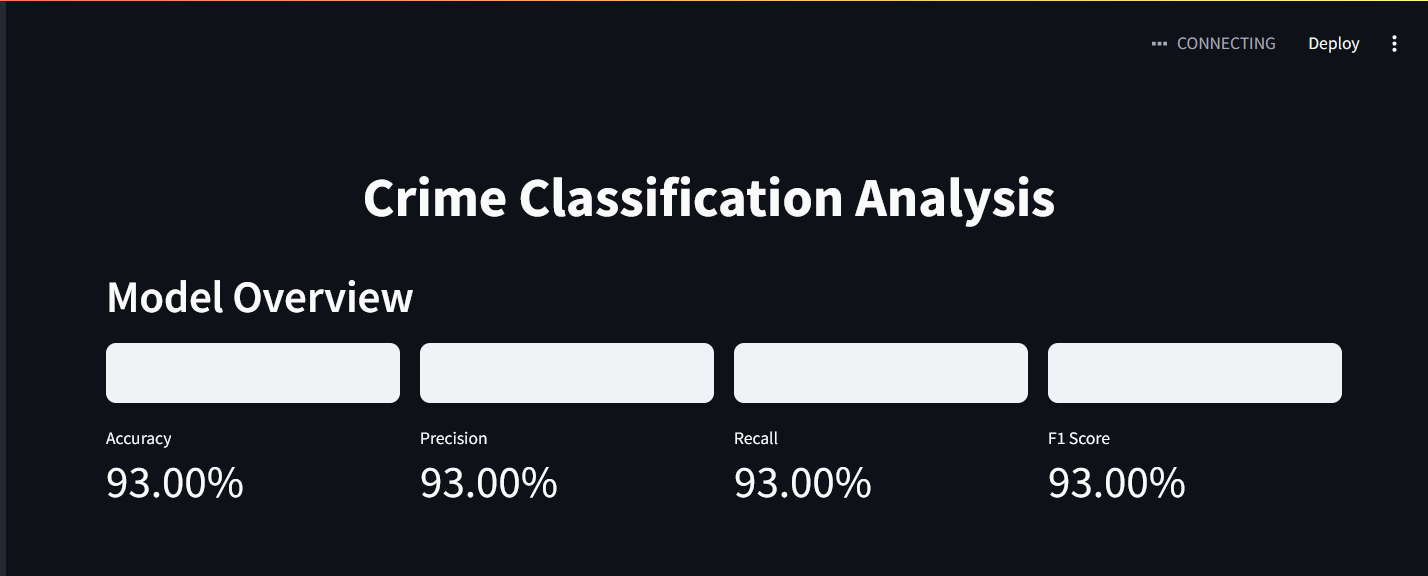 CONNECTING Deploy
Crime Classification Analysis
Model Overview
Accuracy Precision Recall F1 Score
93.00% 93.00% 93.00% 93.00%